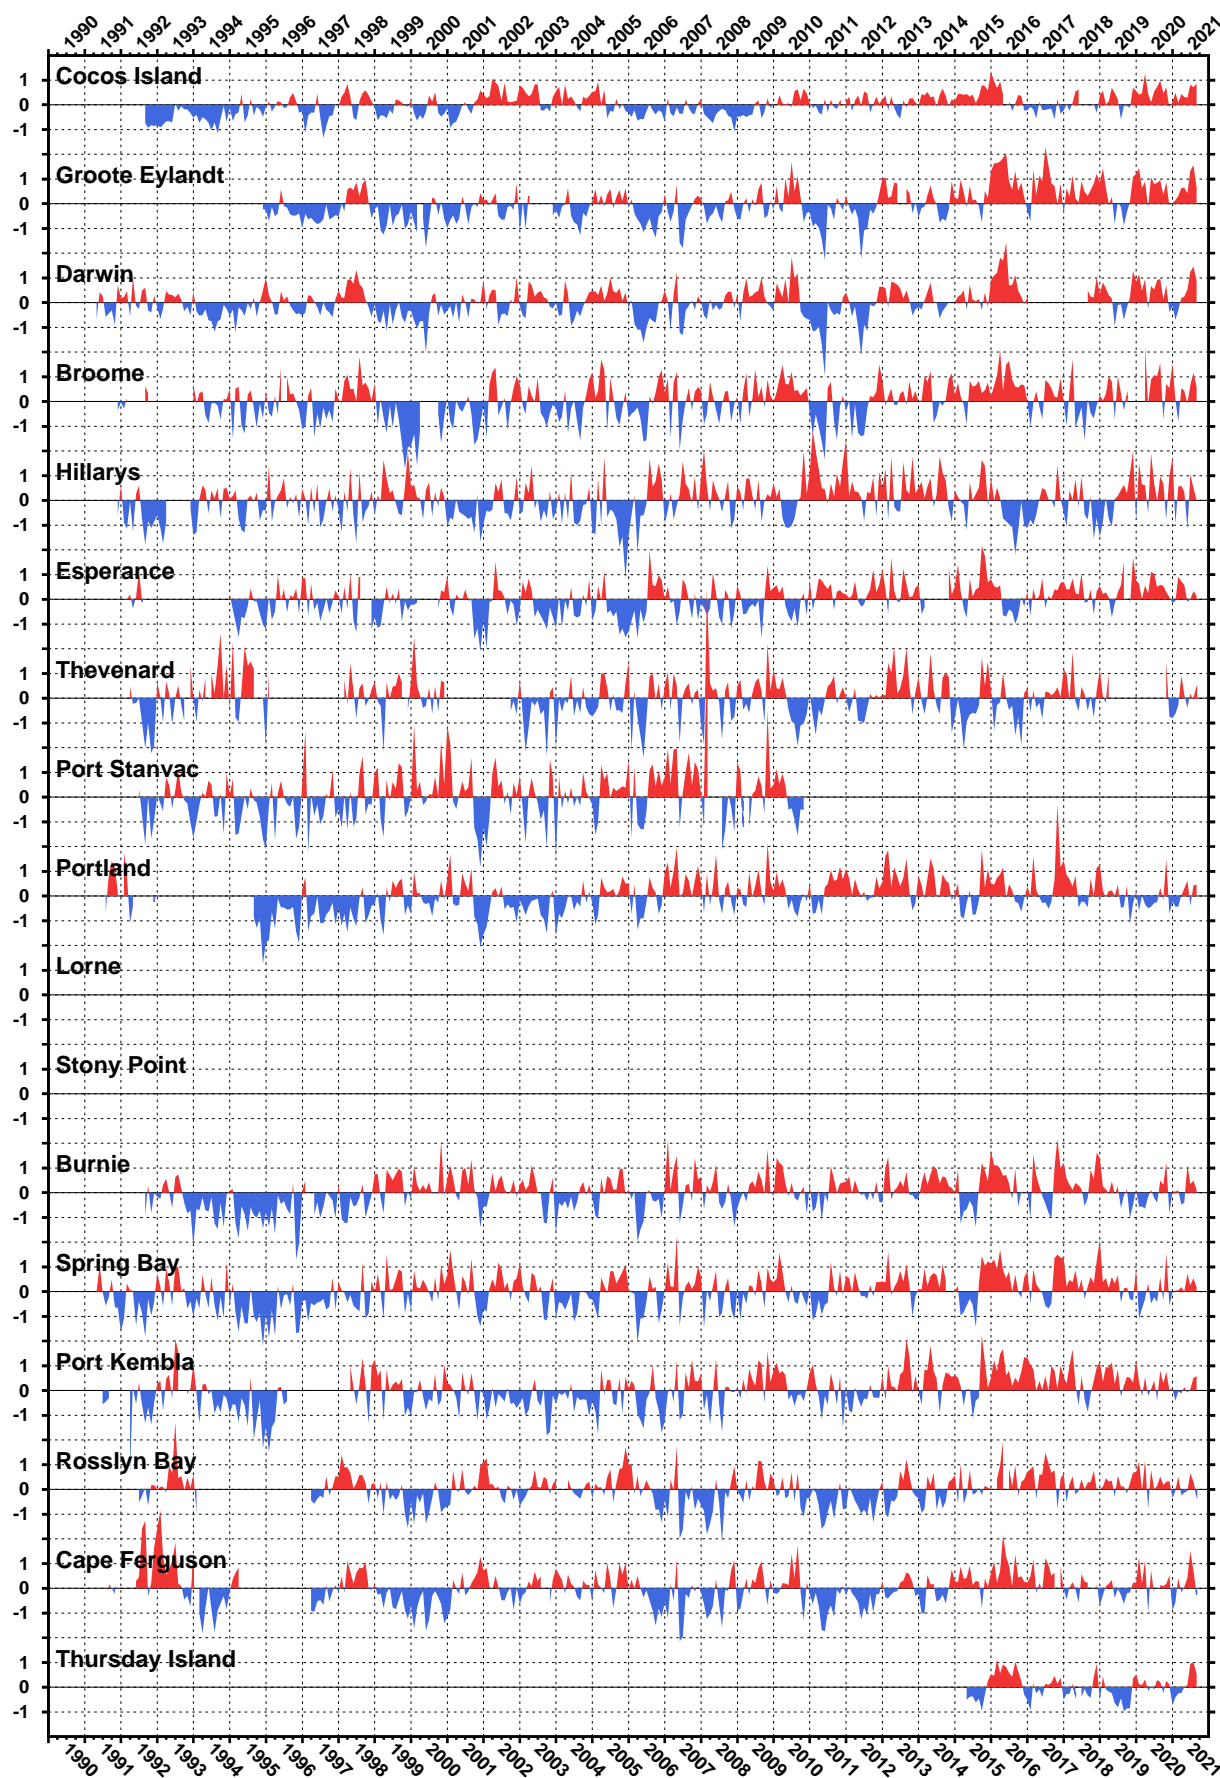 1990 1991 1992 1993 1994 1995 1996 1997 1998 1999 2000 2001 2002 2003 2004 2005 2006 2007 2008 2009 2010 2011 2012 2013 2014 2015 2016 2017 2018 2019 2020 2021
1 Cocos Island
0
-1
1 Groote Eylandt
0
-1
1 Darwin
0
-1
1 Broome
0
-1
1 Hillarys
0
-1
1 Esperance
0
-1
1 Thevenard
0
-1
1 Port Stanvac
0
-1
1 Portland
0
-1
1 Lorne
0
-1
1 Stony Point
0
-1
1 Burnie
0
-1
1 Spring Bay
0
-1
1 Port Kembla
0
-1
1 Rosslyn Bay
0
-1
1 Cape Ferguson
0
-1
1 Thursday Island
0
-1
1990 1991 1992 1993 1994 1995 1996 1997 1998 1999 2000 2001 2002 2003 2004 2005 2006 2007 2008 2009 2010 2011 2012 2013 2014 2015 2016 2017 2018 2019 2020 2021